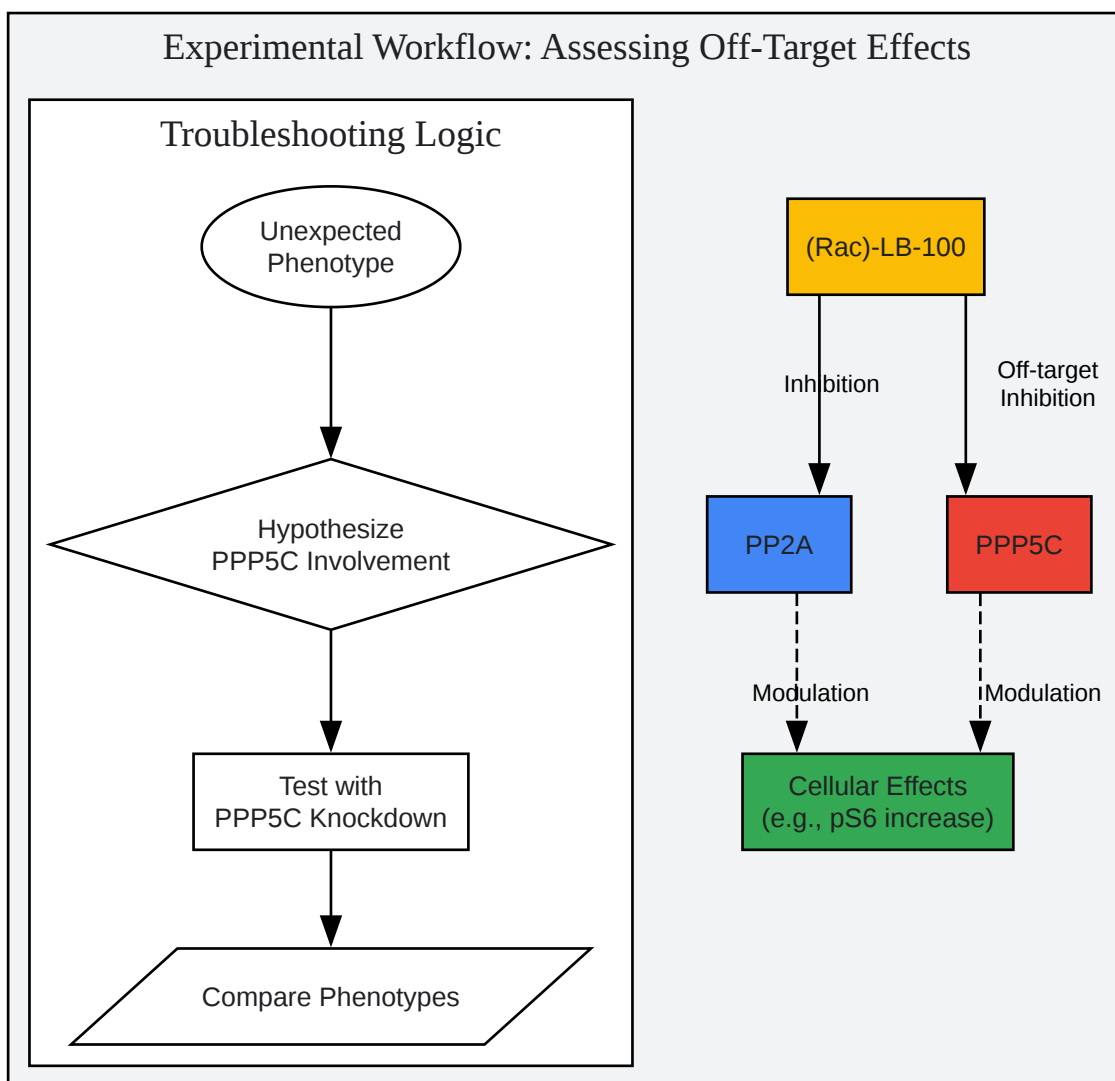 Experimental Workflow: Assessing Off-Target Effects
Troubleshooting Logic
Unexpected
Phenotype
Hypothesize
PPP5C Involvement
Test with
PPP5C Knockdown
Compare Phenotypes
(Rac)-LB-100
Inhibition
Off-target
Inhibition
PP2A
PPP5C
Modulation
Modulation
Cellular Effects
(e.g., pS6 increase)